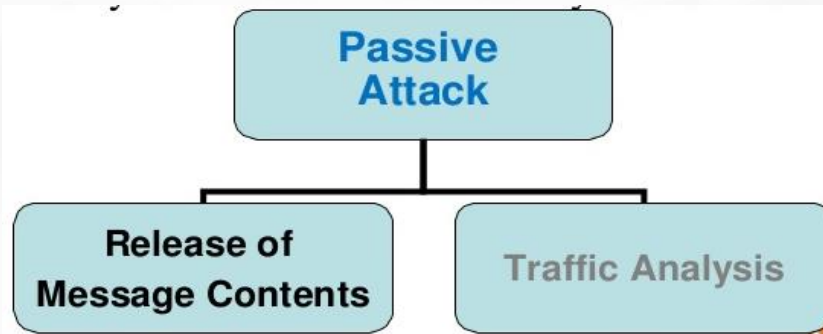 Passive
Attack
Release of
Message Contents
Traffic Analysis